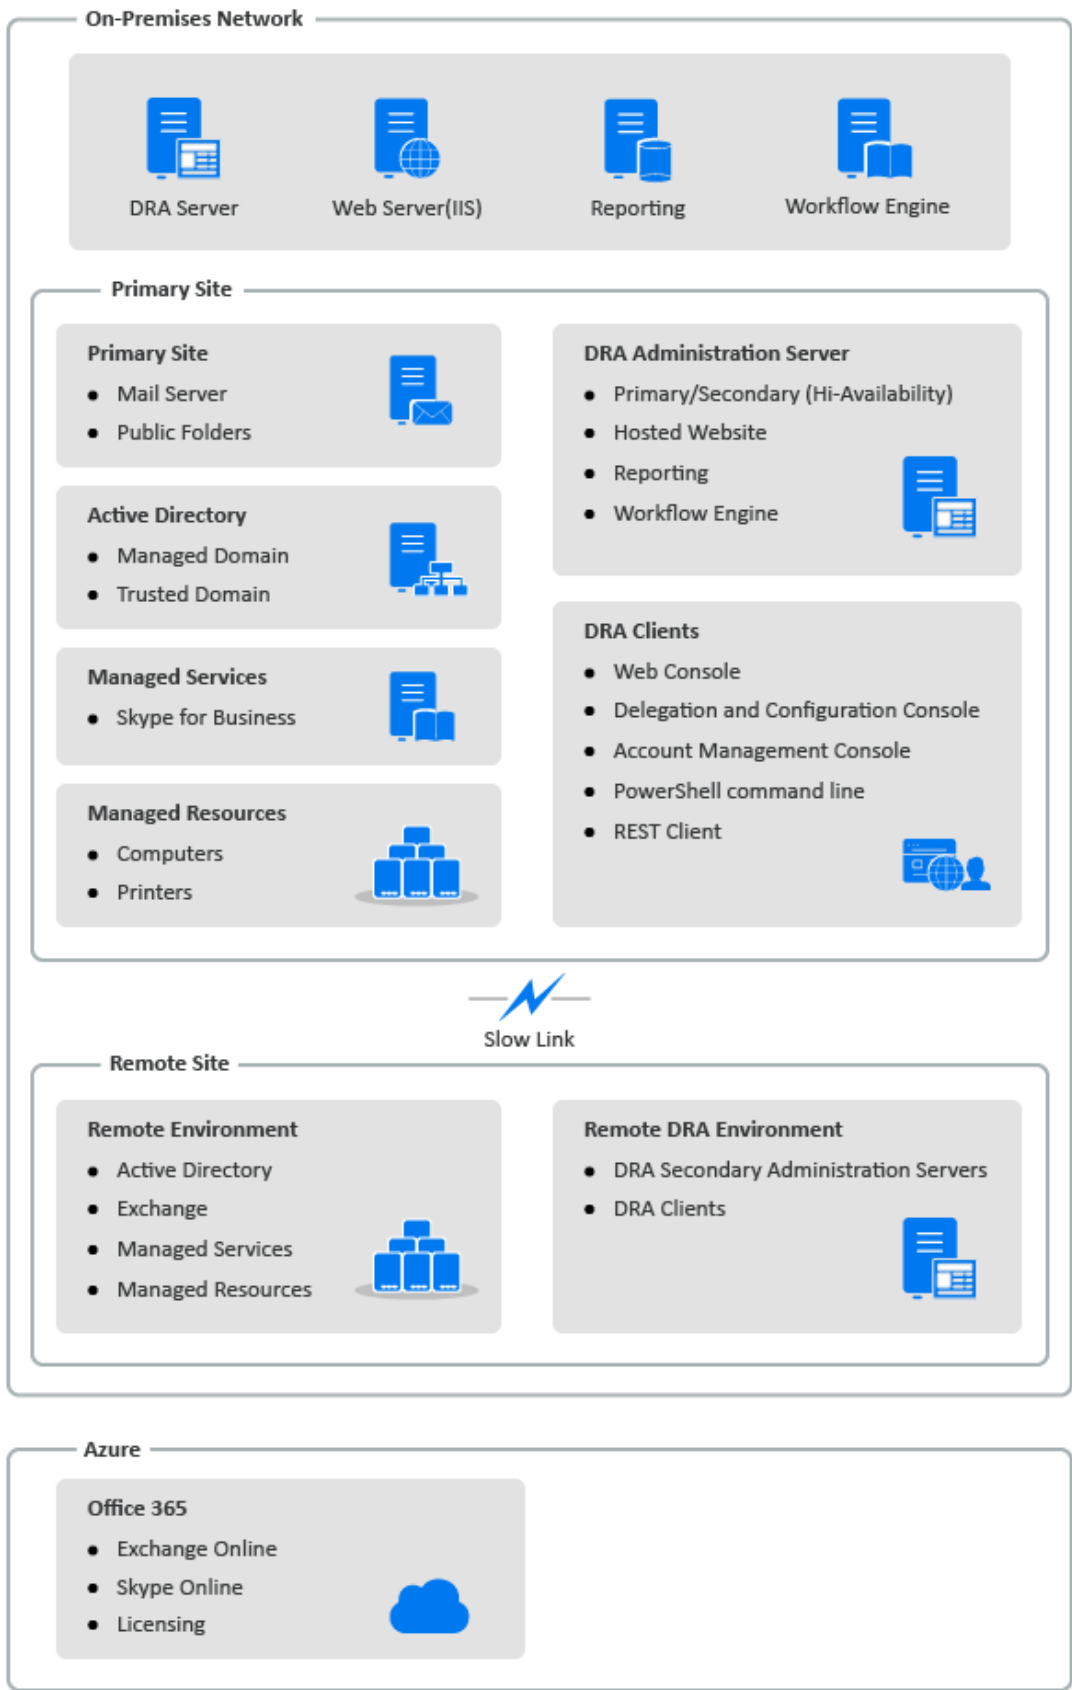 On-Premises Network
DRA Server
Web Server(IIS)
Reporting
Workflow Engine
Primary Site
Primary Site
Mail Server
Public Folders
Active Directory
Managed Domain
Trusted Domain
Managed Services
Skype for Business
Managed Resources
Computers
Printers
DRA Administration Server
Primary/Secondary (Hi-Availability)
Hosted Website
Reporting
Workflow Engine
DRA Clients
Web Console
Delegation and Configuration Console
Account Management Console
PowerShell command line
REST Client
Slow Link
Remote Site
Remote Environment
Active Directory
Exchange
Managed Services
Managed Resources
Remote DRA Environment
DRA Secondary Administration Servers
DRA Clients
Azure
Office 365
Exchange Online
Skype Online
Licensing